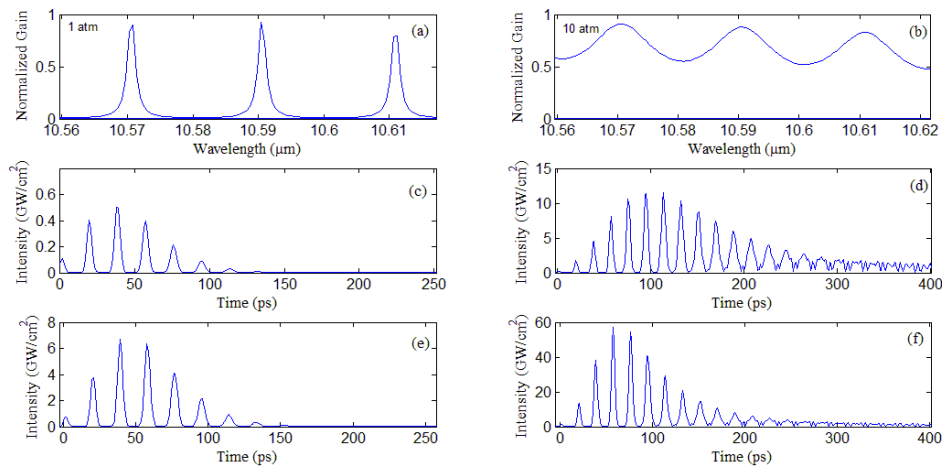 1 atm
(a)
Normalized Gain
1
0.5
0
10.56 10.57 10.58 10.59 10.6 10.61
Wavelength (μm)
10 atm
(b)
Normalized Gain
1
0.5
0
10.56 10.57 10.58 10.59 10.6 10.61 10.62
Wavelength (μm)
(c)
Intensity (GW/cm²)
0.8
0.6
0.4
0.2
0
0 50 100 150 200 250
Time (ps)
(d)
Intensity (GW/cm²)
15
10
5
0
0 100 200 300 400
Time (ps)
(e)
Intensity (GW/cm²)
8
6
4
2
0
0 50 100 150 200 250
Time (ps)
(f)
Intensity (GW/cm²)
60
40
20
0
0 100 200 300 400
Time (ps)